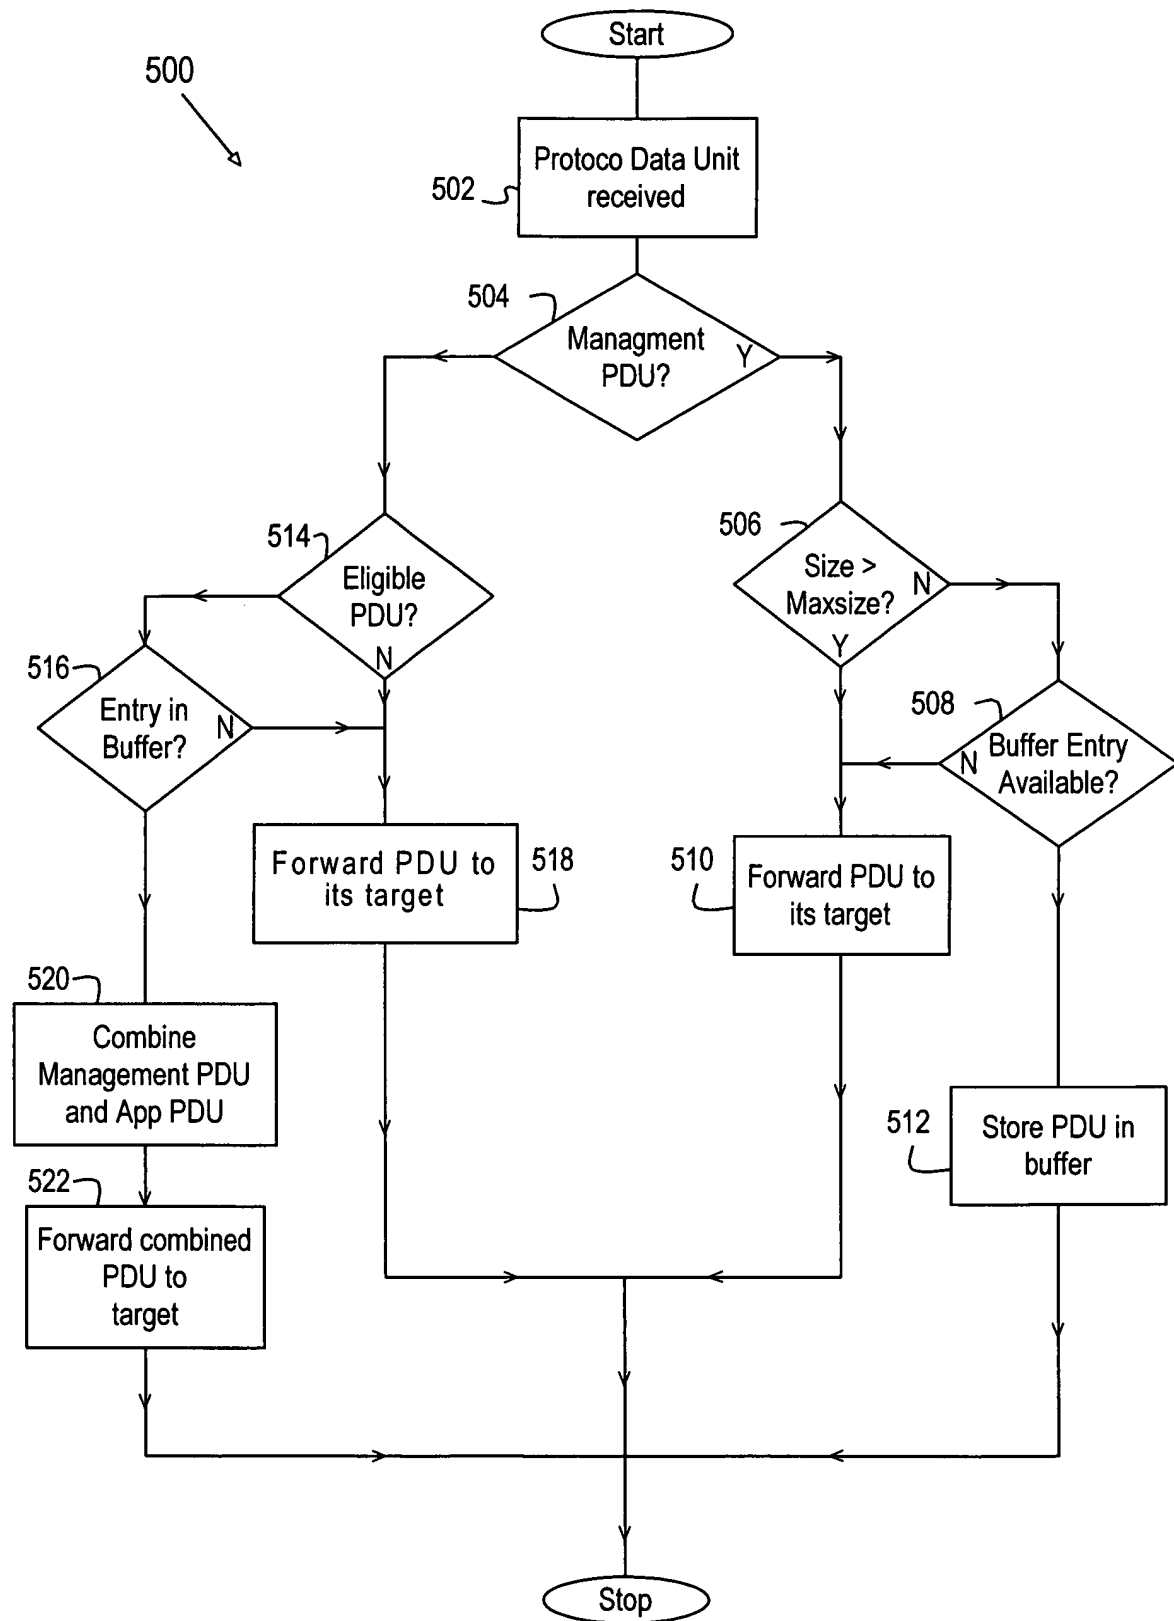 Start
500
Protoco Data Unit
received
502
504
Managment
PDU?
Y
514
Eligible
PDU?
N
506
Size >
Maxsize?
N
Y
516
Entry in
Buffer?
N
508
Buffer Entry
Available?
N
Forward PDU to
its target
518
510
Forward PDU to
its target
520
Combine
Management PDU
and App PDU
512
Store PDU in
buffer
522
Forward combined
PDU to
target
Stop